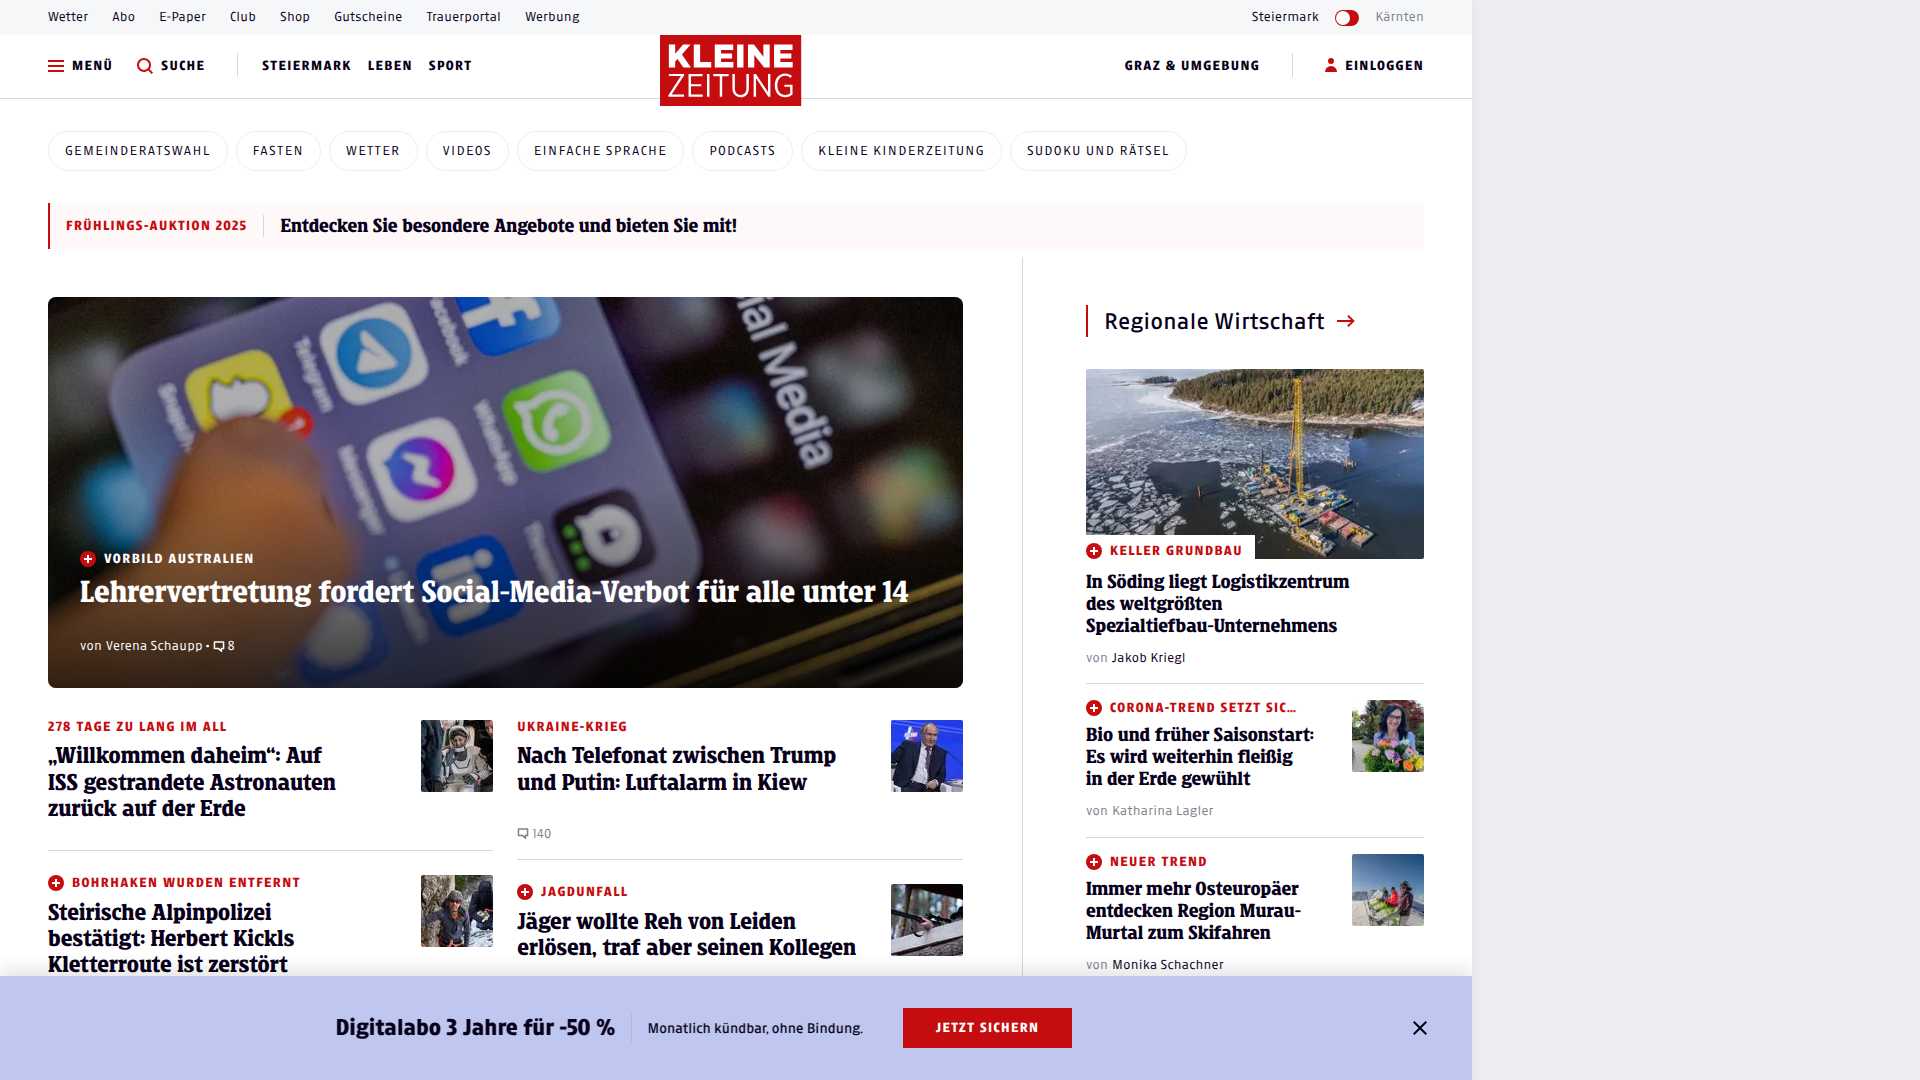 Wetter Abo E-Paper Club Shop Gutscheine Trauerportal Werbung Steiermark Kärnten
MENÜ SUCHE STEIERMARK LEBEN SPORT KLEINE ZEITUNG GRAZ & UMGEBUNG EINLOGGEN
GEMEINDERATSWAHL FASTEN WETTER VIDEOS EINFACHE SPRACHE PODCASTS KLEINE KINDERZEITUNG SUDOKU UND RÄTSEL
FRÜHLINGS-AUKTION 2025 Entdecken Sie besondere Angebote und bieten Sie mit!
Facebook
Telegram
WhatsApp
Messenger
cial Media
VORBILD AUSTRALIEN
Lehrervertretung fordert Social-Media-Verbot für alle unter 14
von Verena Schaupp • 8
278 TAGE ZU LANG IM ALL
„Willkommen daheim“: Auf
ISS gestrandete Astronauten
zurück auf der Erde
UKRAINE-KRIEG
Nach Telefonat zwischen Trump
und Putin: Luftalarm in Kiew
140
BOHRHAKEN WURDEN ENTFERNT
Steirische Alpinpolizei
bestätigt: Herbert Kickls
Kletterroute ist zerstört
JAGDUNFALL
Jäger wollte Reh von Leiden
erlösen, traf aber seinen Kollegen
Regionale Wirtschaft
KELLER GRUNDBAU
In Söding liegt Logistikzentrum
des weltgrößten
Spezialtiefbau-Unternehmens
von Jakob Kriegl
CORONA-TREND SETZT SIC...
Bio und früher Saisonstart:
Es wird weiterhin fleißig
in der Erde gewühlt
von Katharina Lagler
NEUER TREND
Immer mehr Osteuropäer
entdecken Region Murau-
Murtal zum Skifahren
von Monika Schachner
Digitalabo 3 Jahre für -50 % Monatlich kündbar, ohne Bindung. JETZT SICHERN